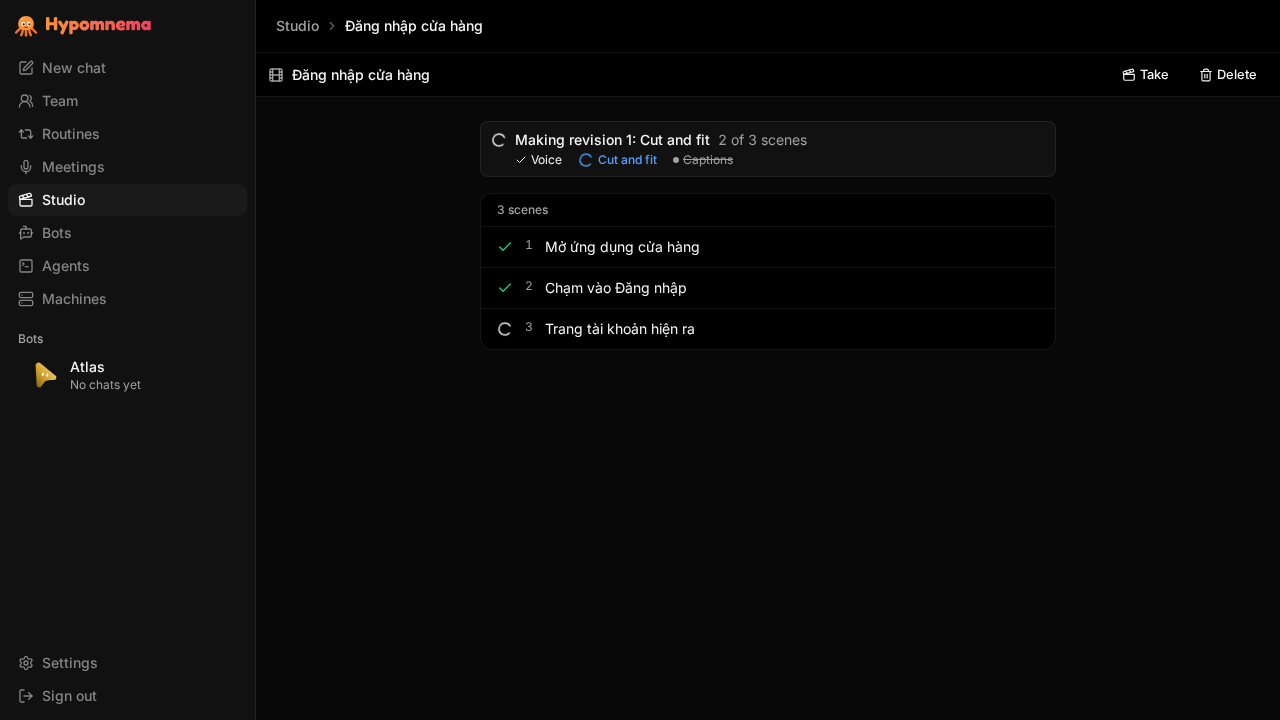 Hypomnema
New chat
Team
Routines
Meetings
Studio
Bots
Agents
Machines
Bots
Atlas
No chats yet
Settings
Sign out
Studio
Đăng nhập cửa hàng
Đăng nhập cửa hàng
Take
Delete
Making revision 1: Cut and fit 2 of 3 scenes
Voice Cut and fit Captions
3 scenes
1 Mở ứng dụng cửa hàng
2 Chạm vào Đăng nhập
3 Trang tài khoản hiện ra